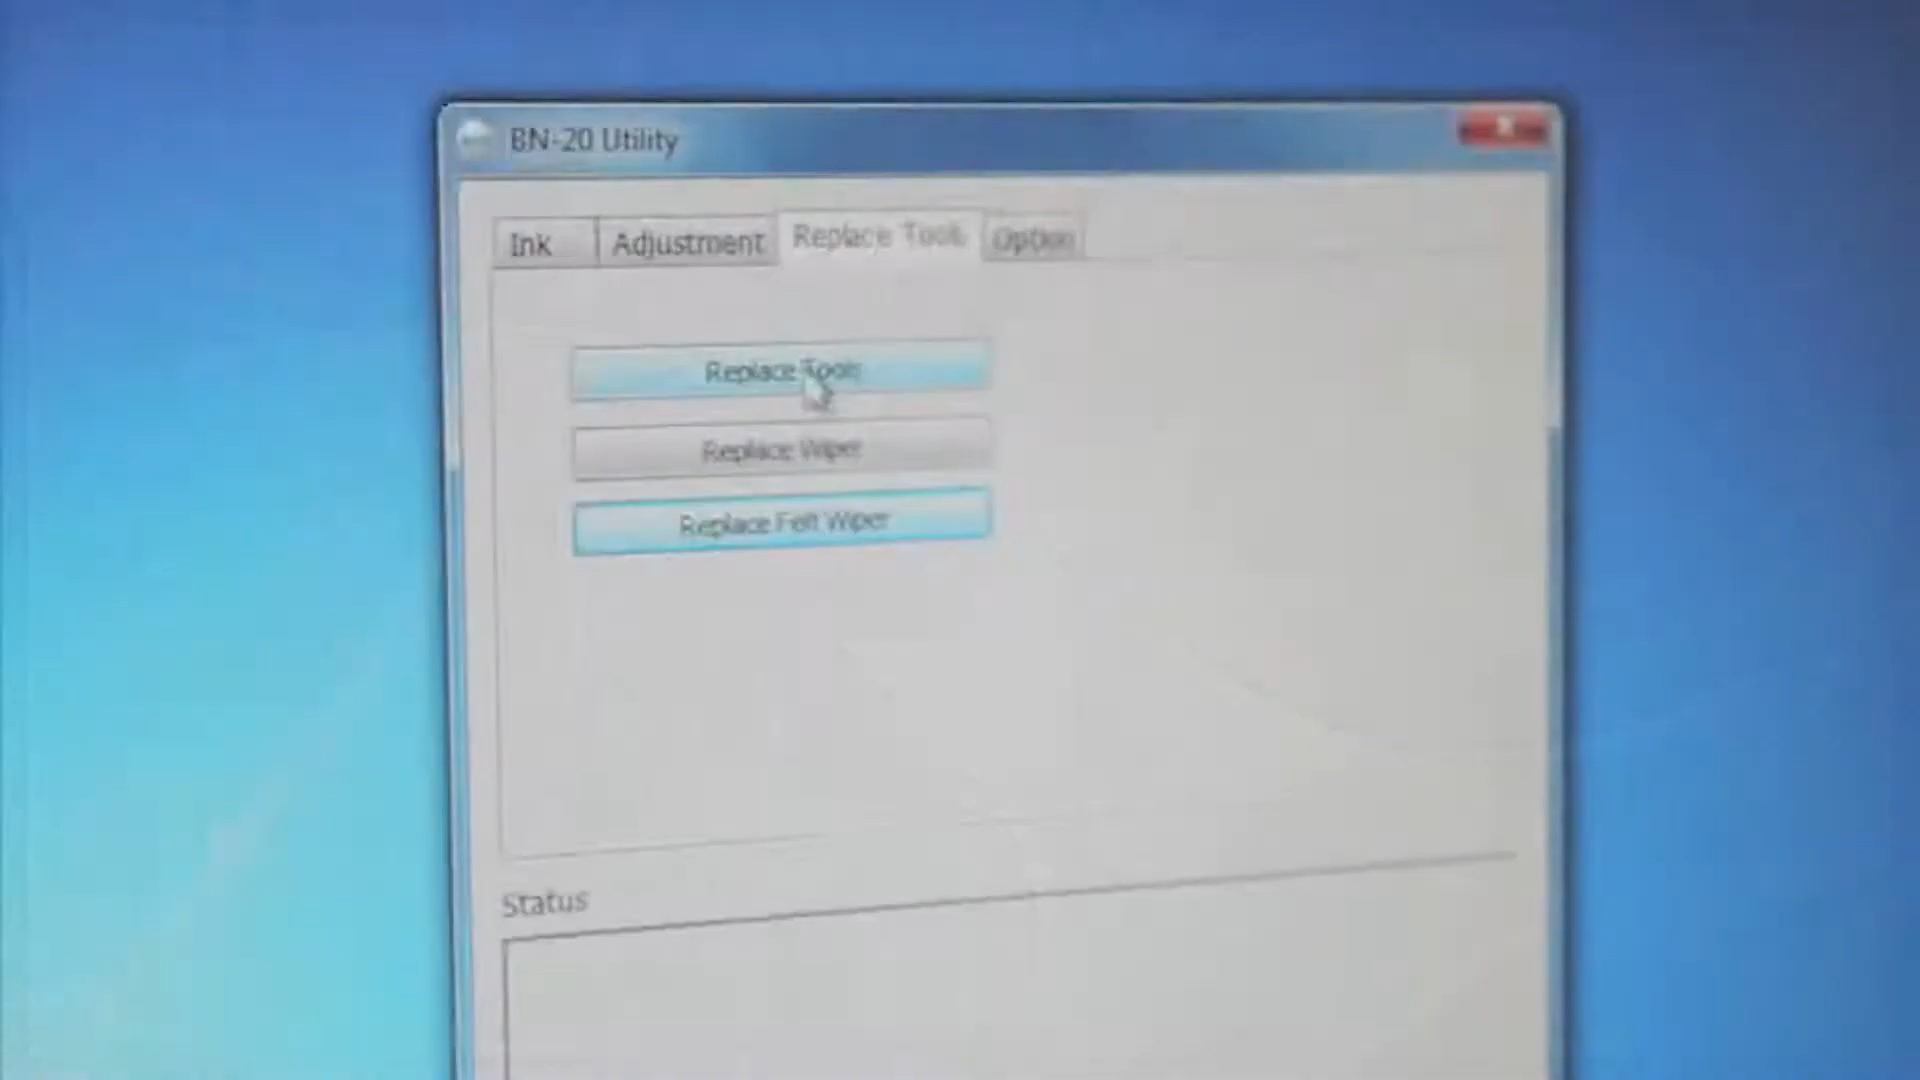 BN-20 Utility
Ink Adjustment Replace Tools Option
Replace Tools
Replace Wiper
Replace Felt Wiper
Status